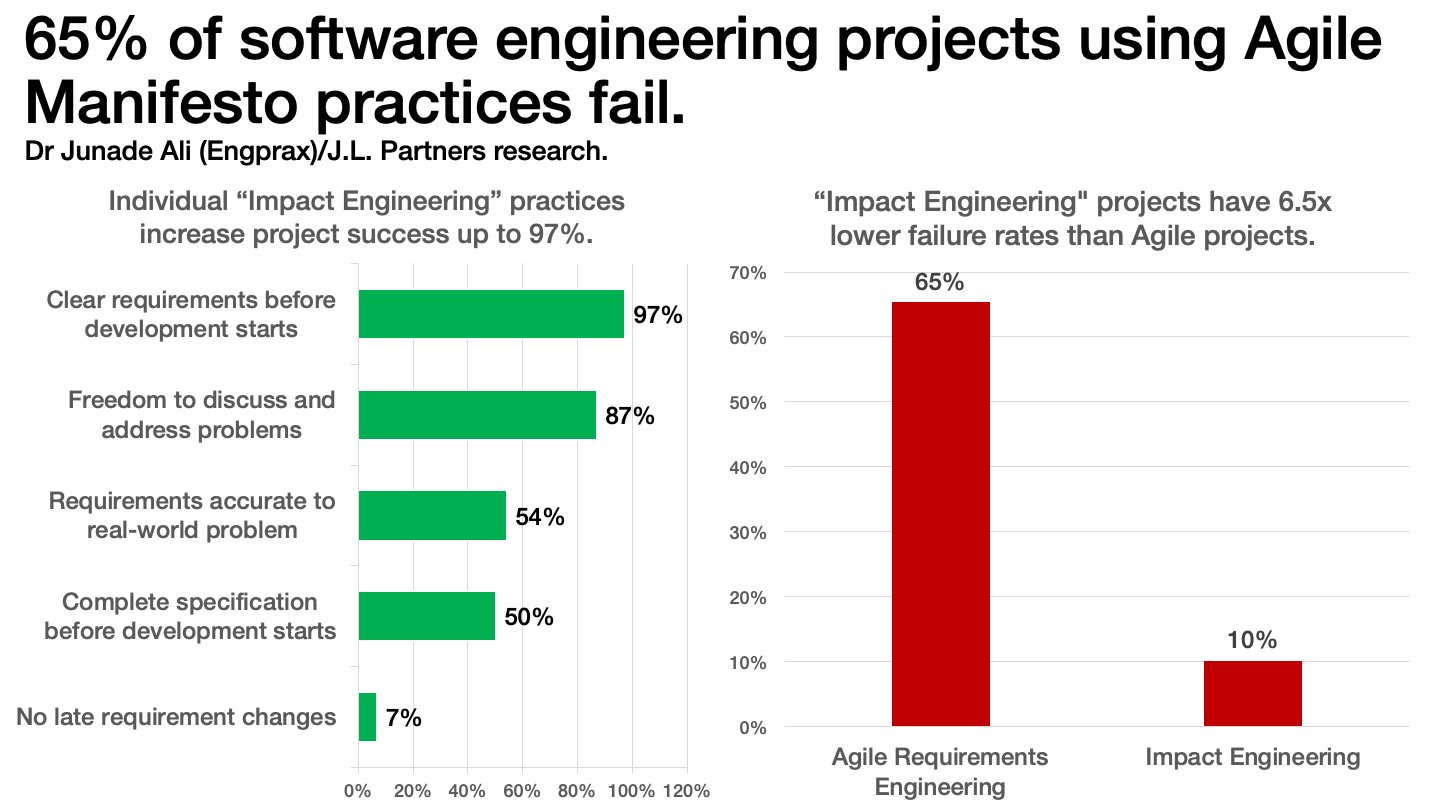 65% of software engineering projects using Agile
Manifesto practices fail.
Dr Junade Ali (Engprax)/J.L. Partners research.
Individual “Impact Engineering” practices
increase project success up to 97%.
Clear requirements before
development starts
97%
Freedom to discuss and
address problems
87%
Requirements accurate to
real-world problem
54%
Complete specification
before development starts
50%
No late requirement changes
7%
0% 20% 40% 60% 80% 100% 120%
“Impact Engineering" projects have 6.5x
lower failure rates than Agile projects.
70%
60%
50%
40%
30%
20%
10%
0%
65%
10%
Agile Requirements
Engineering
Impact Engineering